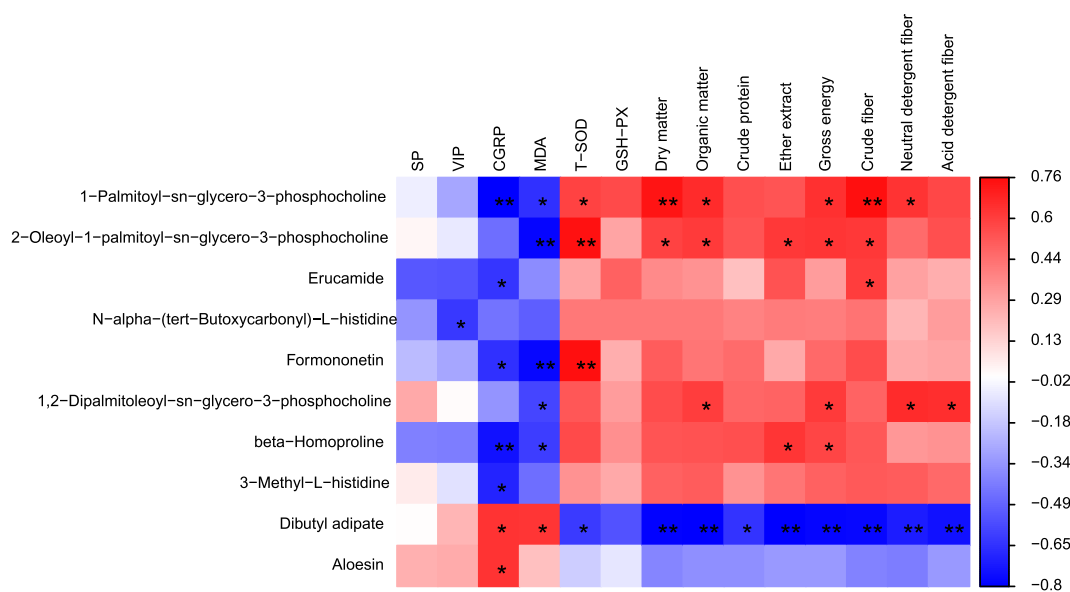 SP
VIP
CGRP
MDA
T−SOD
GSH−PX
Dry matter
Organic matter
Crude protein
Ether extract
Gross energy
Crude fiber
Neutral detergent fiber
Acid detergent fiber
1−Palmitoyl−sn−glycero−3−phosphocholine ** * * ** * * ** *
2−Oleoyl−1−palmitoyl−sn−glycero−3−phosphocholine ** ** * * * * *
Erucamide * *
N−alpha−(tert−Butoxycarbonyl)−L−histidine *
Formononetin * ** **
1,2−Dipalmitoleoyl−sn−glycero−3−phosphocholine * * * * *
beta−Homoproline ** * * *
3−Methyl−L−histidine *
Dibutyl adipate * * * ** ** * ** ** ** ** **
Aloesin *
0.76
0.6
0.44
0.29
0.13
−0.02
−0.18
−0.34
−0.49
−0.65
−0.8